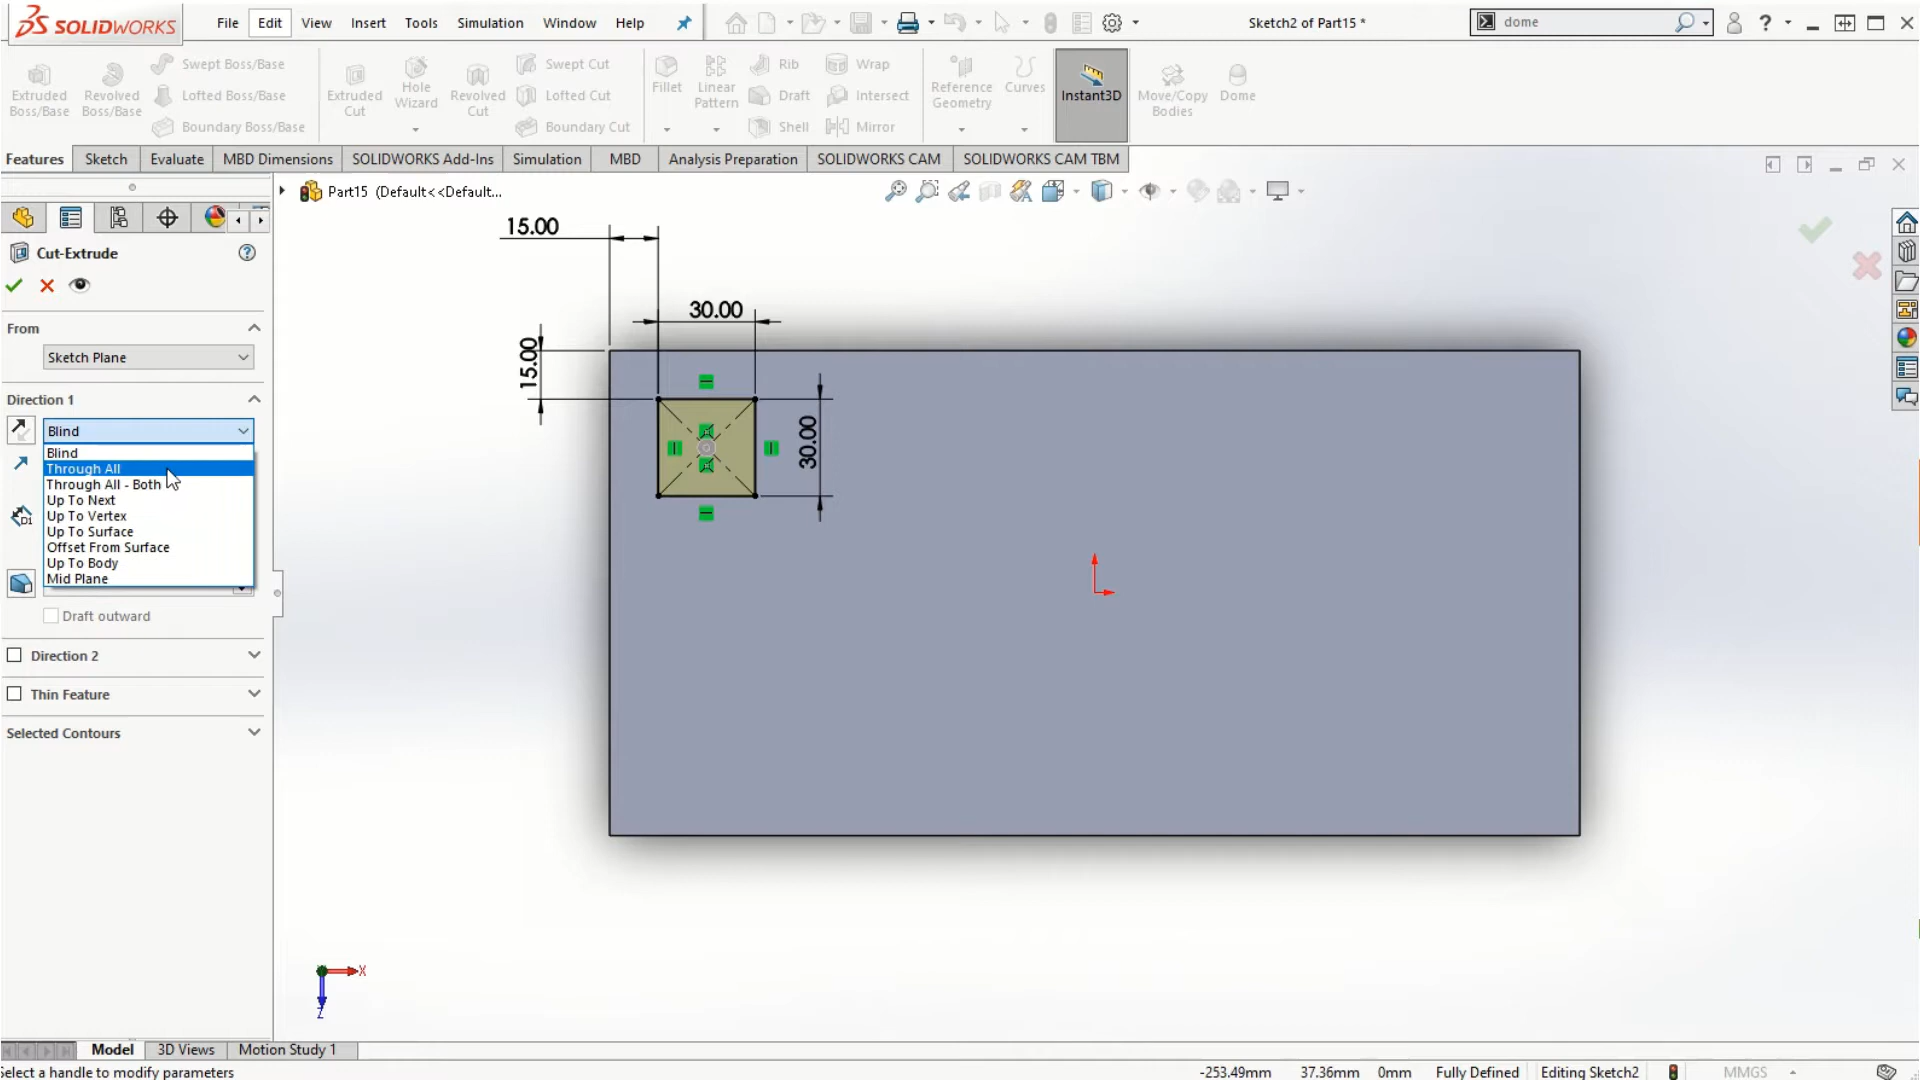 SOLIDWORKS
File Edit View Insert Tools Simulation Window Help
Sketch2 of Part15 *
dome
?
Extruded Boss/Base
Revolved Boss/Base
Swept Boss/Base
Lofted Boss/Base
Boundary Boss/Base
Extruded Cut
Hole Wizard
Revolved Cut
Swept Cut
Lofted Cut
Boundary Cut
Fillet
Linear Pattern
Rib
Draft
Shell
Wrap
Intersect
Mirror
Reference Geometry
Curves
Instant3D
Move/Copy Bodies
Dome
Features Sketch Evaluate MBD Dimensions SOLIDWORKS Add-Ins Simulation MBD Analysis Preparation SOLIDWORKS CAM SOLIDWORKS CAM TBM
Part15 (Default<<Default...
Cut-Extrude
?
From
Sketch Plane
Direction 1
Blind
Blind
Through All
Through All - Both
Up To Next
Up To Vertex
Up To Surface
Offset From Surface
Up To Body
Mid Plane
D1
Draft outward
Direction 2
Thin Feature
Selected Contours
15.00
30.00
15.00
30.00
X
Z
Model 3D Views Motion Study 1
Select a handle to modify parameters
-253.49mm 37.36mm 0mm Fully Defined Editing Sketch2 MMGS